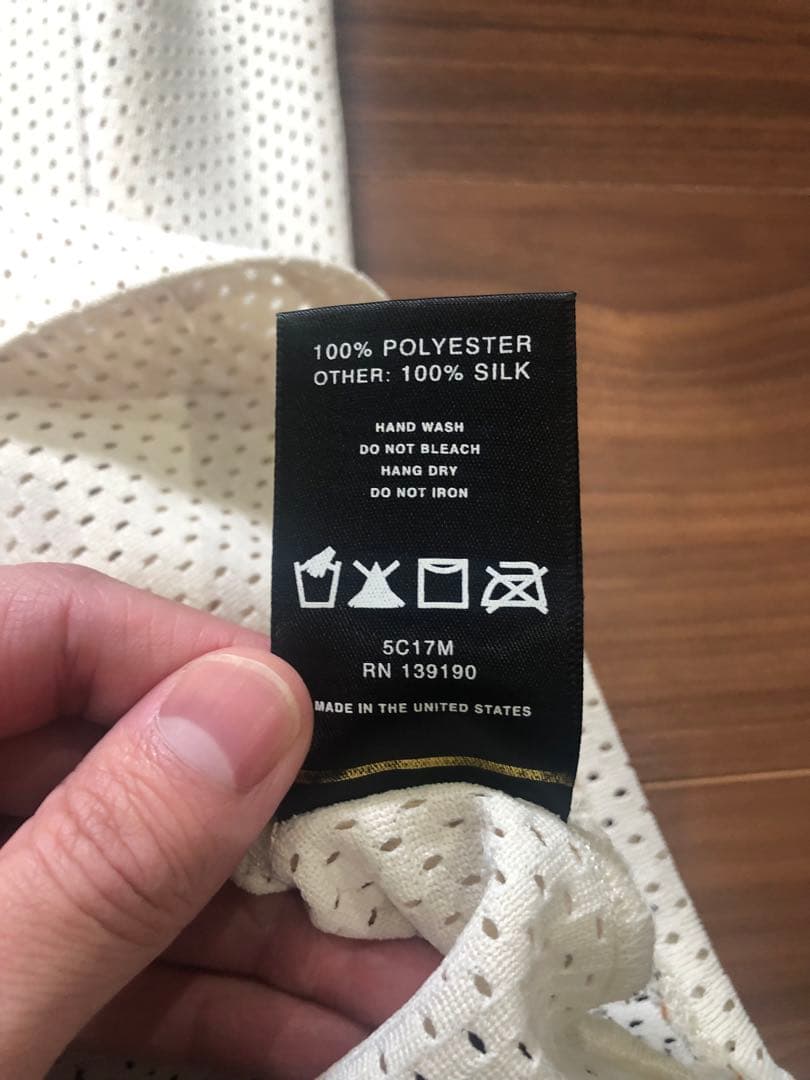 100% POLYESTER
OTHER: 100% SILK
HAND WASH
DO NOT BLEACH
HANG DRY
DO NOT IRON
5C17M
RN 139190
MADE IN THE UNITED STATES